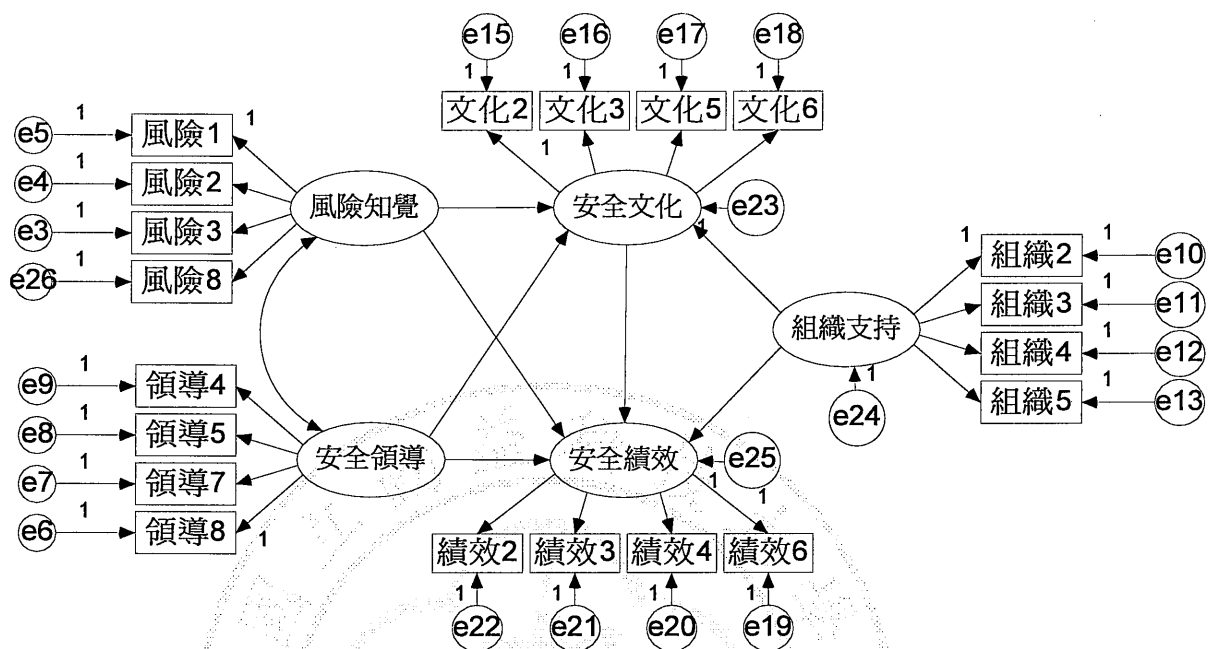 e15 e16 e17 e18
1 1 1 1
文化2 文化3 文化5 文化6
1
e5 1 風險1 1
e4 1 風險2
e3 1 風險3
e26 1 風險8
風險知覺
安全文化
1
e23
組織支持
1
e24
1 組織2 1 e10
組織3 1 e11
組織4 1 e12
組織5 1 e13
e9 1 領導4
e8 1 領導5
e7 1 領導7
e6 1 領導8 1
安全領導
安全績效
1
e25
1
績效2 績效3 績效4 績效6
1 1 1 1
e22 e21 e20 e19